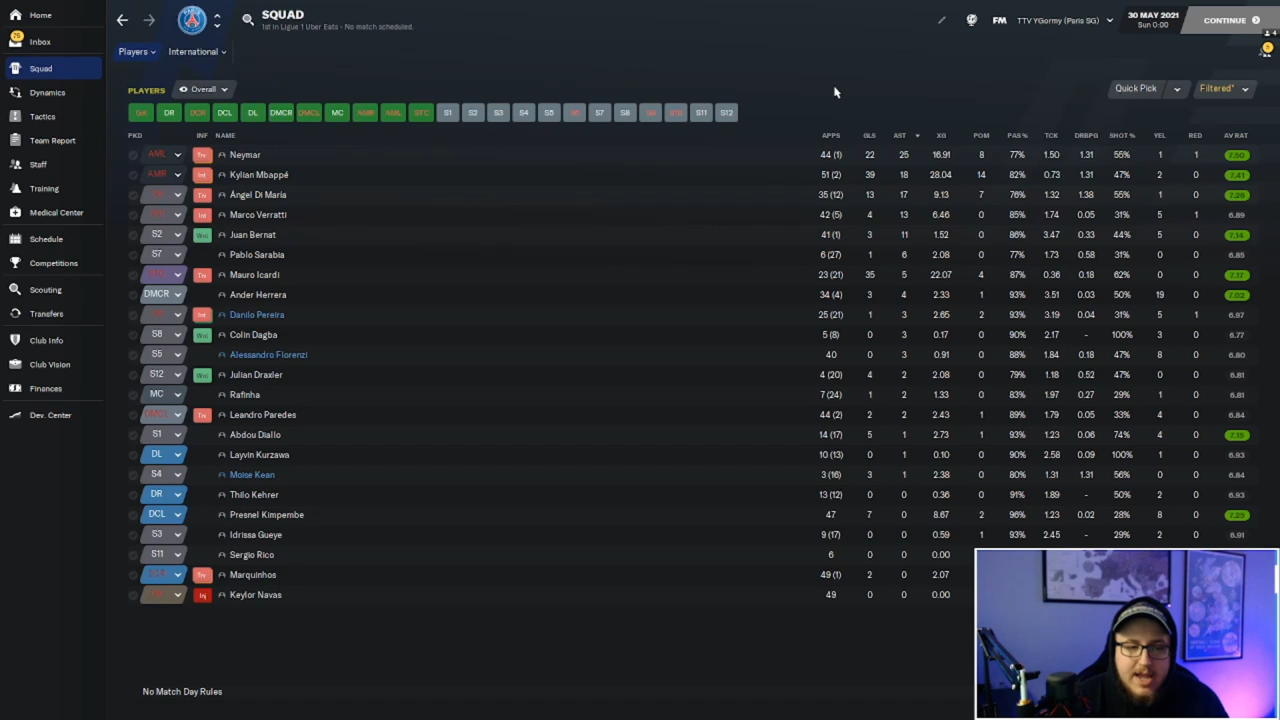 Home
SQUAD
1st in Ligue 1 Uber Eats - No match scheduled.
FM TTV YGormy (Paris SG) 30 MAY 2021 Sun 0:00 CONTINUE
Inbox
Players International
Squad
Dynamics
PLAYERS Overall Quick Pick Filtered*
Tactics
DR DCL DL DMCR DMCL MC STC S1 S2 S3 S4 S5 S7 S8 S11 S12
Team Report
PKD INF NAME APPS GLS AST XG POM PAS % TCK DRBPG SHOT % YEL RED AV RAT
Staff
AML Trv Neymar 44 (1) 22 25 16.91 8 77% 1.50 1.31 55% 1 1 7.50
Training
AMR Int Kylian Mbappé 51 (2) 39 18 28.04 14 82% 0.73 1.31 47% 2 0 7.41
Medical Center
Trv Ángel Di María 35 (12) 13 17 9.13 7 76% 1.32 1.38 55% 1 0 7.26
Int Marco Verratti 42 (5) 4 13 6.46 0 85% 1.74 0.05 31% 5 1 6.89
Schedule
S2 Wnt Juan Bernat 41 (1) 3 11 1.52 0 86% 3.47 0.33 44% 5 0 7.14
Competitions
S7 Pablo Sarabia 6 (27) 1 6 2.08 0 77% 1.73 0.58 31% 0 0 6.85
Scouting
Trv Mauro Icardi 23 (21) 35 5 22.07 4 87% 0.36 0.18 62% 0 0 7.17
DMCR Ander Herrera 34 (4) 3 4 2.33 1 93% 3.51 0.03 50% 19 0 7.02
Transfers
Int Danilo Pereira 25 (21) 1 3 2.65 2 93% 3.19 0.04 31% 5 1 6.97
Club Info
S8 Wnt Colin Dagba 5 (8) 0 3 0.17 0 90% 2.17 - 100% 3 0 6.77
S5 Alessandro Florenzi 40 0 3 0.91 0 88% 1.84 0.18 47% 8 0 6.80
Club Vision
S12 Wnt Julian Draxler 4 (20) 4 2 2.08 0 79% 1.18 0.52 47% 0 0 6.81
Finances
MC Rafinha 7 (24) 1 2 1.33 0 83% 1.97 0.27 29% 1 0 6.81
Dev. Center
DMCL Trv Leandro Paredes 44 (2) 2 2 2.43 1 89% 1.79 0.05 33% 4 0 6.84
S1 Abdou Diallo 14 (17) 5 1 2.73 1 93% 1.23 0.06 74% 4 0 7.15
DL Layvin Kurzawa 10 (13) 0 1 0.10 0 90% 2.58 0.09 100% 1 0 6.93
S4 Moise Kean 3 (16) 3 1 2.38 0 80% 1.31 1.31 56% 0 0 6.84
DR Thilo Kehrer 13 (12) 0 0 0.36 0 91% 1.89 - 50% 2 0 6.93
DCL Presnel Kimpembe 47 7 0 8.67 2 96% 1.23 0.02 28% 8 0 7.25
S3 Idrissa Gueye 9 (17) 0 0 0.59 1 93% 2.45 - 29% 2 0 6.91
S11 Sergio Rico 6 0 0 0.00
Trv Marquinhos 49 (1) 2 0 2.07
Inj Keylor Navas 49 0 0 0.00
No Match Day Rules